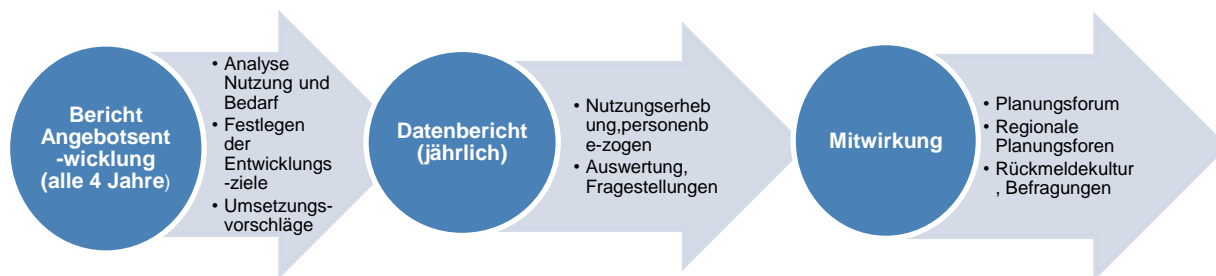 Bericht
Angebotsent
-wicklung
(alle 4 Jahre)
• Analyse
Nutzung und
Bedarf
• Festlegen
der
Entwicklungs
-ziele
• Umsetzungs-
vorschläge
Datenbericht
(jährlich)
• Nutzungserheb
ung,personenb
e-zogen
• Auswertung,
Fragestellungen
Mitwirkung
• Planungsforum
• Regionale
Planungsforen
• Rückmeldekultur
, Befragungen